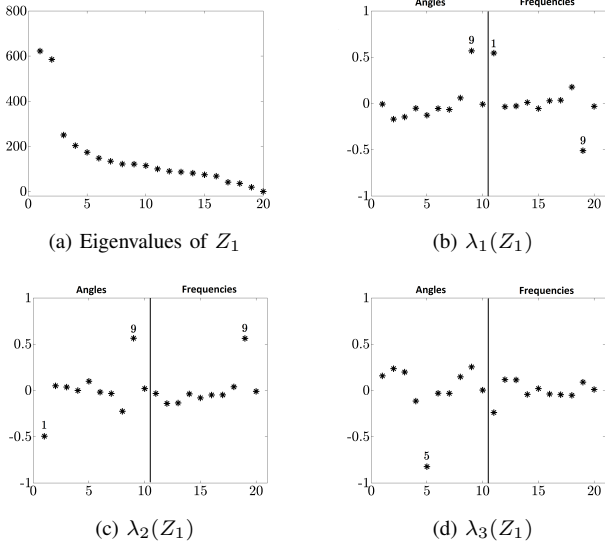 800
600
400
200
0
0 5 10 15 20
(a) Eigenvalues of Z1
Angles Frequencies
1
0.5
0
-0.5
-1
9
1
9
0 5 10 15 20
(b) λ1(Z1)
Angles Frequencies
1
0.5
0
-0.5
-1
9
9
1
0 5 10 15 20
(c) λ2(Z1)
Angles Frequencies
1
0.5
0
-0.5
-1
5
0 5 10 15 20
(d) λ3(Z1)